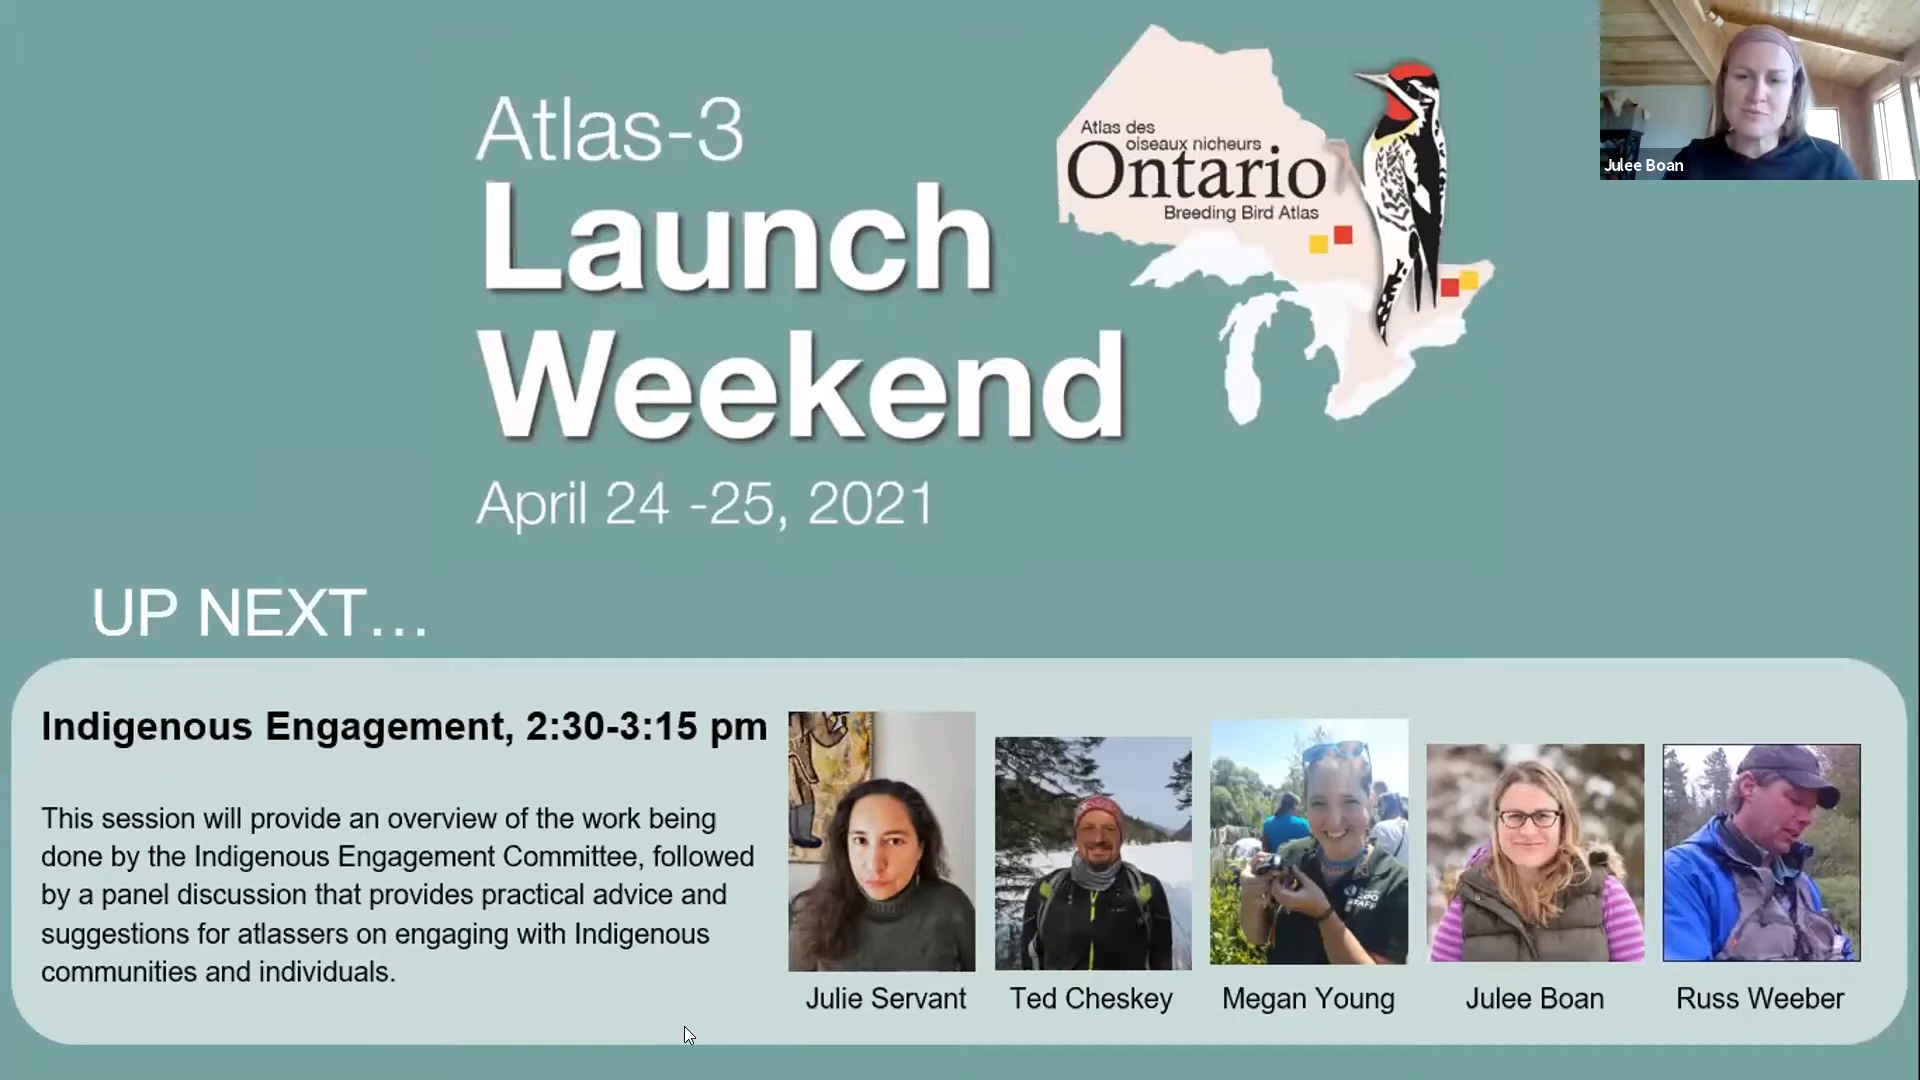 Atlas-3
Launch
Weekend
April 24 -25, 2021
Atlas des
oiseaux nicheurs
Ontario
Breeding Bird Atlas
Julee Boan
UP NEXT…
Indigenous Engagement, 2:30-3:15 pm
This session will provide an overview of the work being
done by the Indigenous Engagement Committee, followed
by a panel discussion that provides practical advice and
suggestions for atlassers on engaging with Indigenous
communities and individuals.
ZOO
STAFF
Julie Servant
Ted Cheskey
Megan Young
Julee Boan
Russ Weeber